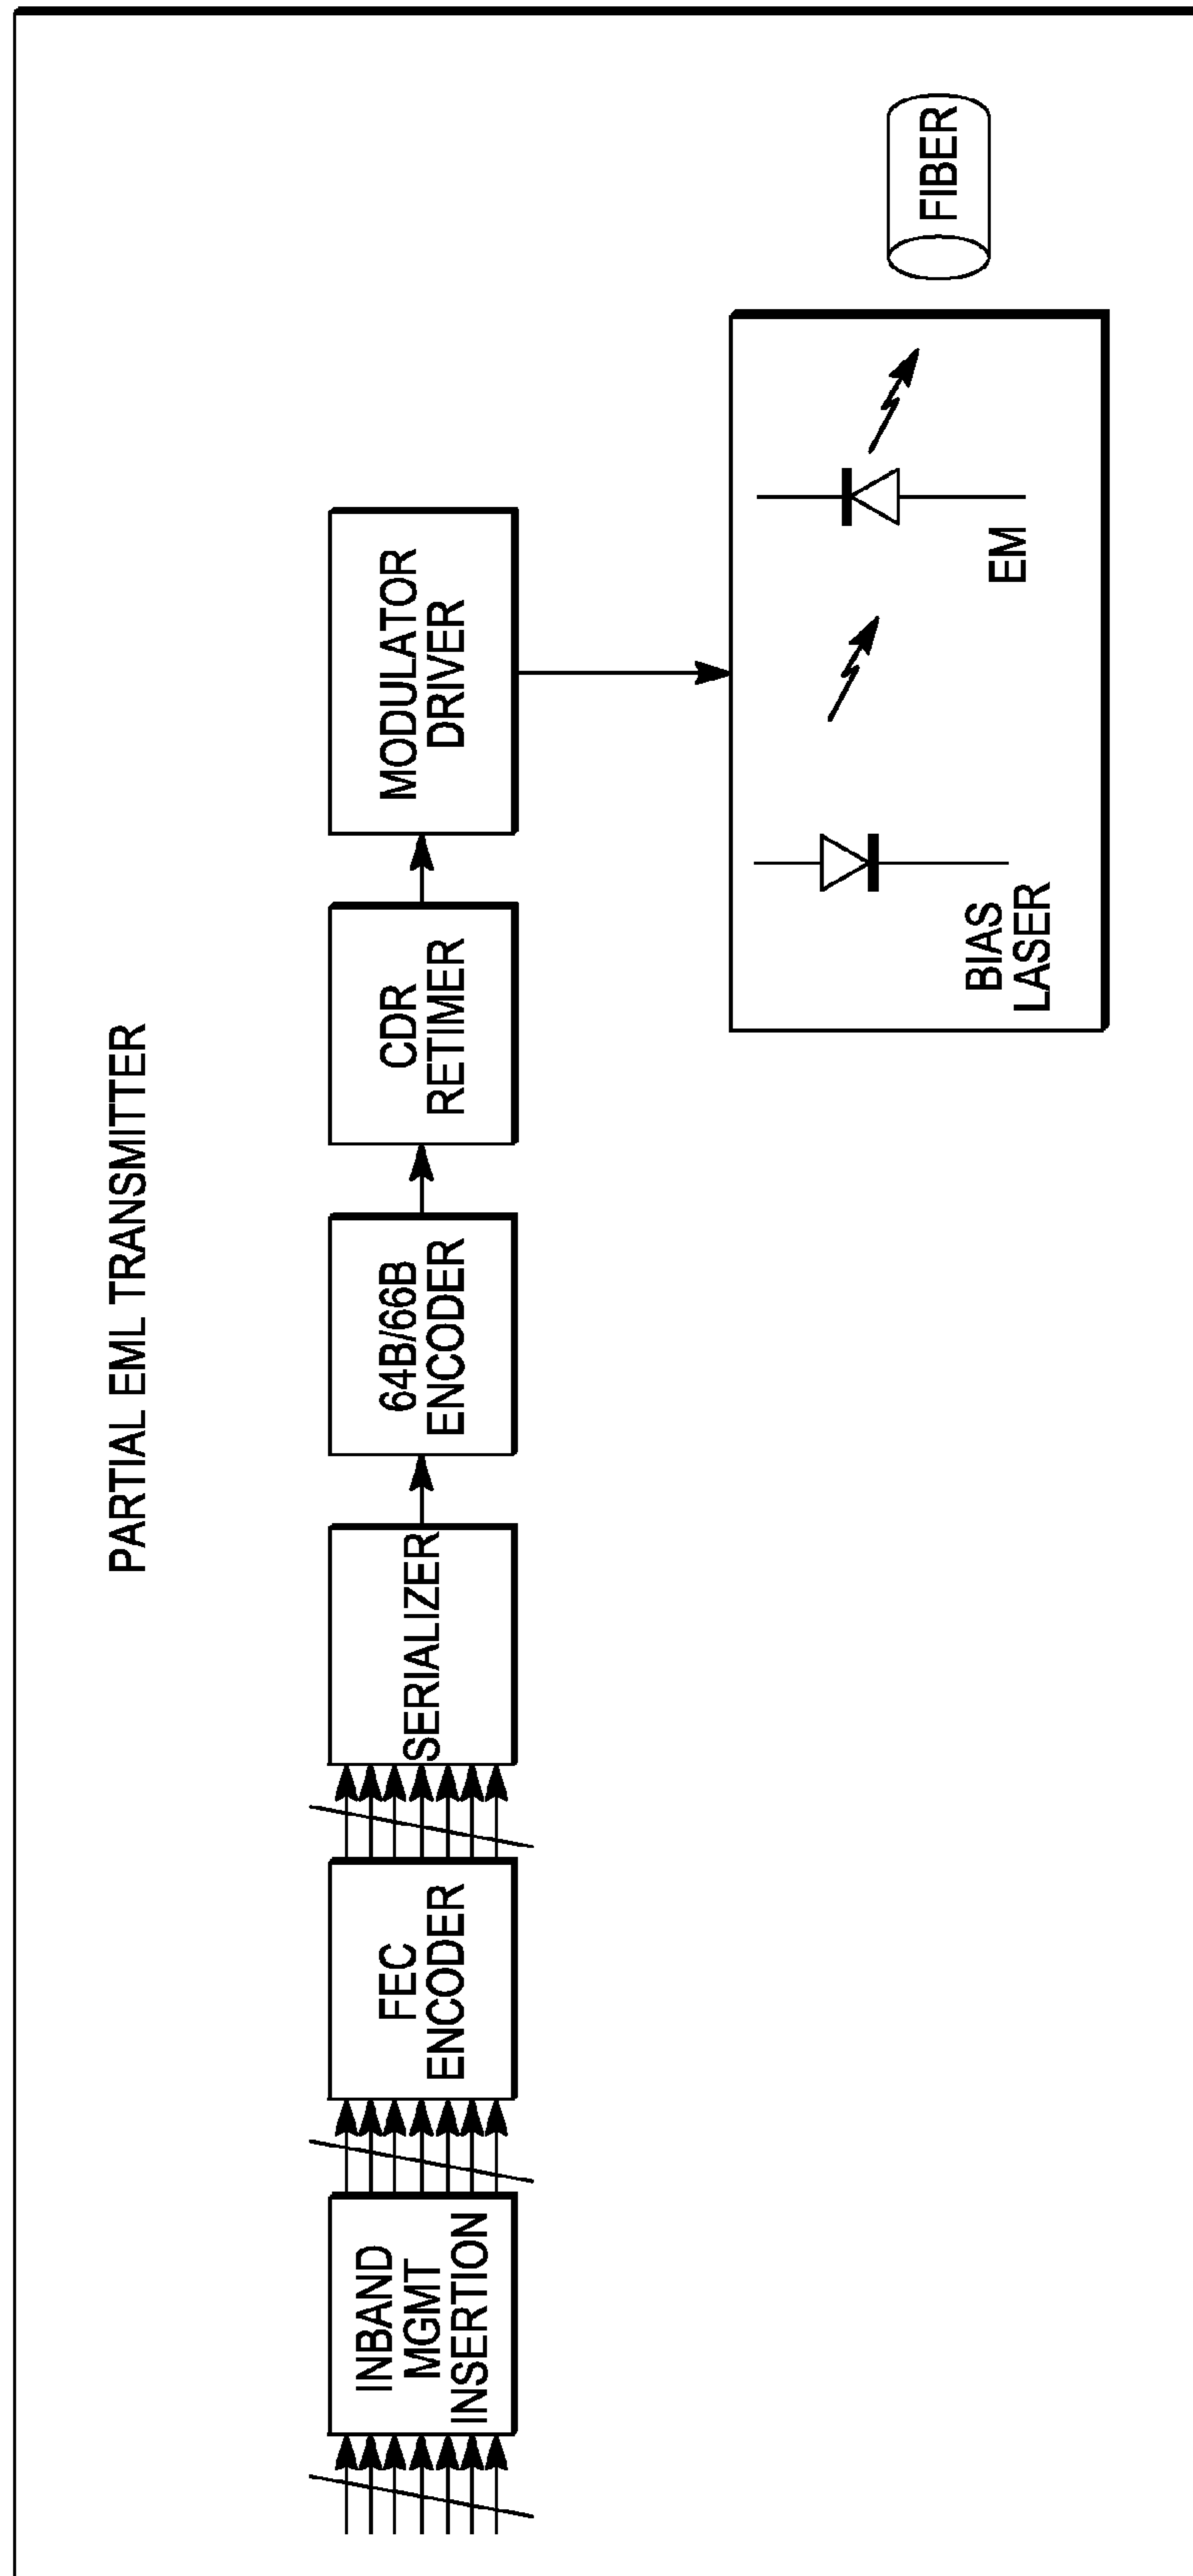 PARTIAL EML TRANSMITTER
INBAND
MGMT
INSERTION
FEC
ENCODER
SERIALIZER
64B/66B
ENCODER
CDR
RETIMER
MODULATOR
DRIVER
BIAS
LASER
EM
FIBER